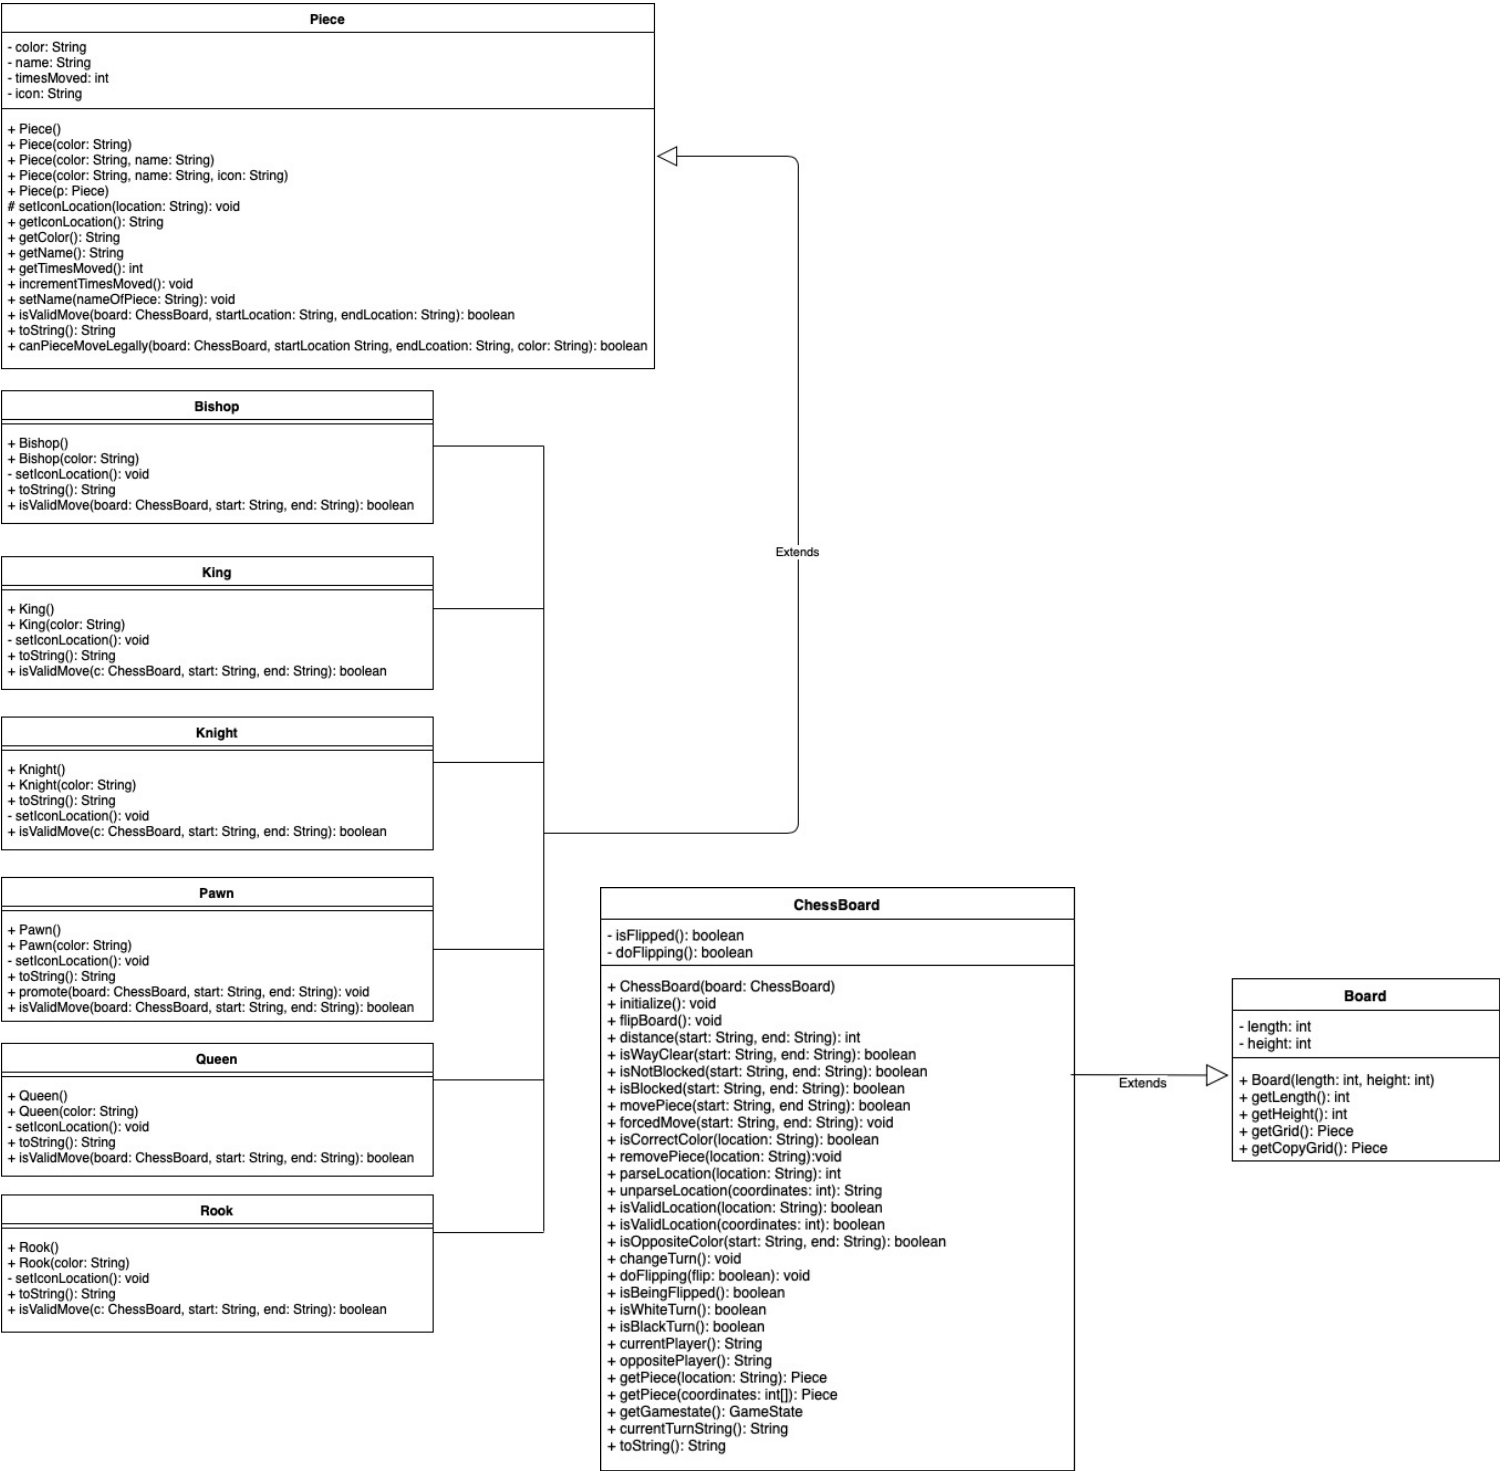 Piece
- color: String
- name: String
- timesMoved: int
- icon: String
+ Piece()
+ Piece(color: String)
+ Piece(color: String, name: String)
+ Piece(color: String, name: String, icon: String)
+ Piece(p: Piece)
# setIconLocation(location: String): void
+ getIconLocation(): String
+ getColor(): String
+ getName(): String
+ getTimesMoved(): int
+ incrementTimesMoved(): void
+ setName(nameOfPiece: String): void
+ isValidMove(board: ChessBoard, startLocation: String, endLocation: String): boolean
+ toString(): String
+ canPieceMoveLegally(board: ChessBoard, startLocation String, endLcoation: String, color: String): boolean
Bishop
+ Bishop()
+ Bishop(color: String)
- setIconLocation(): void
+ toString(): String
+ isValidMove(board: ChessBoard, start: String, end: String): boolean
King
+ King()
+ King(color: String)
- setIconLocation(): void
+ toString(): String
+ isValidMove(c: ChessBoard, start: String, end: String): boolean
Knight
+ Knight()
+ Knight(color: String)
+ toString(): String
- setIconLocation(): void
+ isValidMove(c: ChessBoard, start: String, end: String): boolean
Pawn
+ Pawn()
+ Pawn(color: String)
- setIconLocation(): void
+ toString(): String
+ promote(board: ChessBoard, start: String, end: String): void
+ isValidMove(board: ChessBoard, start: String, end: String): boolean
Queen
+ Queen()
+ Queen(color: String)
- setIconLocation(): void
+ toString(): String
+ isValidMove(board: ChessBoard, start: String, end: String): boolean
Rook
+ Rook()
+ Rook(color: String)
- setIconLocation(): void
+ toString(): String
+ isValidMove(c: ChessBoard, start: String, end: String): boolean
Extends
ChessBoard
- isFlipped(): boolean
- doFlipping(): boolean
+ ChessBoard(board: ChessBoard)
+ initialize(): void
+ flipBoard(): void
+ distance(start: String, end: String): int
+ isWayClear(start: String, end: String): boolean
+ isNotBlocked(start: String, end: String): boolean
+ isBlocked(start: String, end: String): boolean
+ movePiece(start: String, end String): boolean
+ forcedMove(start: String, end: String): void
+ isCorrectColor(location: String): boolean
+ removePiece(location: String):void
+ parseLocation(location: String): int
+ unparseLocation(coordinates: int): String
+ isValidLocation(location: String): boolean
+ isValidLocation(coordinates: int): boolean
+ isOppositeColor(start: String, end: String): boolean
+ changeTurn(): void
+ doFlipping(flip: boolean): void
+ isBeingFlipped(): boolean
+ isWhiteTurn(): boolean
+ isBlackTurn(): boolean
+ currentPlayer(): String
+ oppositePlayer(): String
+ getPiece(location: String): Piece
+ getPiece(coordinates: int[]): Piece
+ getGamestate(): GameState
+ currentTurnString(): String
+ toString(): String
Extends
Board
- length: int
- height: int
+ Board(length: int, height: int)
+ getLength(): int
+ getHeight(): int
+ getGrid(): Piece
+ getCopyGrid(): Piece